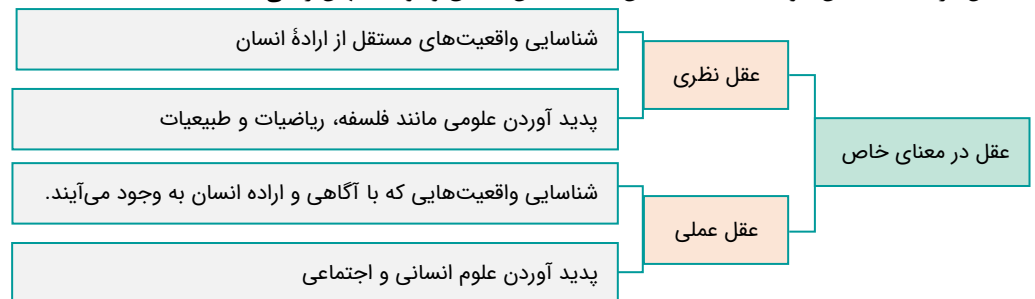 عقل در معنای خاص
عقل نظری
شناسایی واقعیت‌های مستقل از ارادهٔ انسان
پدید آوردن علومی مانند فلسفه، ریاضیات و طبیعیات
عقل عملی
شناسایی واقعیت‌هایی که با آگاهی و اراده انسان به وجود می‌آیند.
پدید آوردن علوم انسانی و اجتماعی